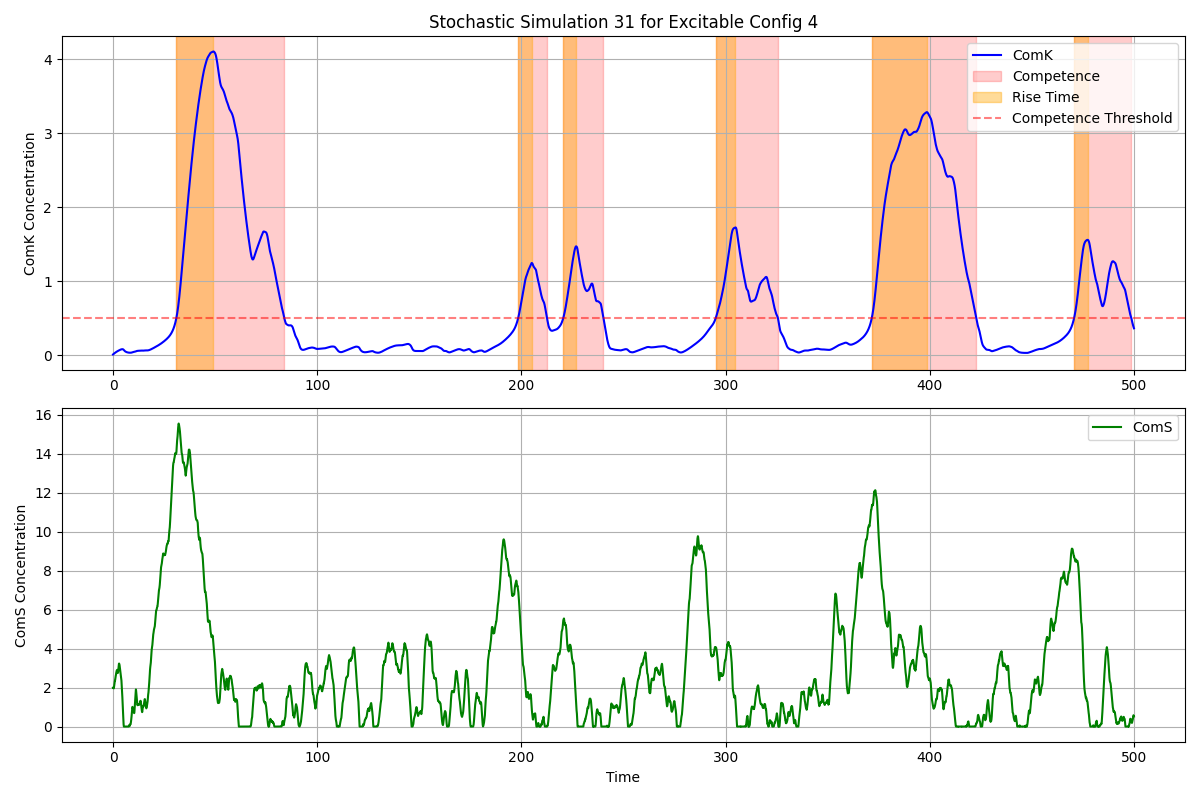 Stochastic Simulation 31 for Excitable Config 4
ComK Concentration
4
3
2
1
0
0 100 200 300 400 500
ComK
Competence
Rise Time
Competence Threshold
ComS Concentration
16
14
12
10
8
6
4
2
0
0 100 200 300 400 500
ComS
Time